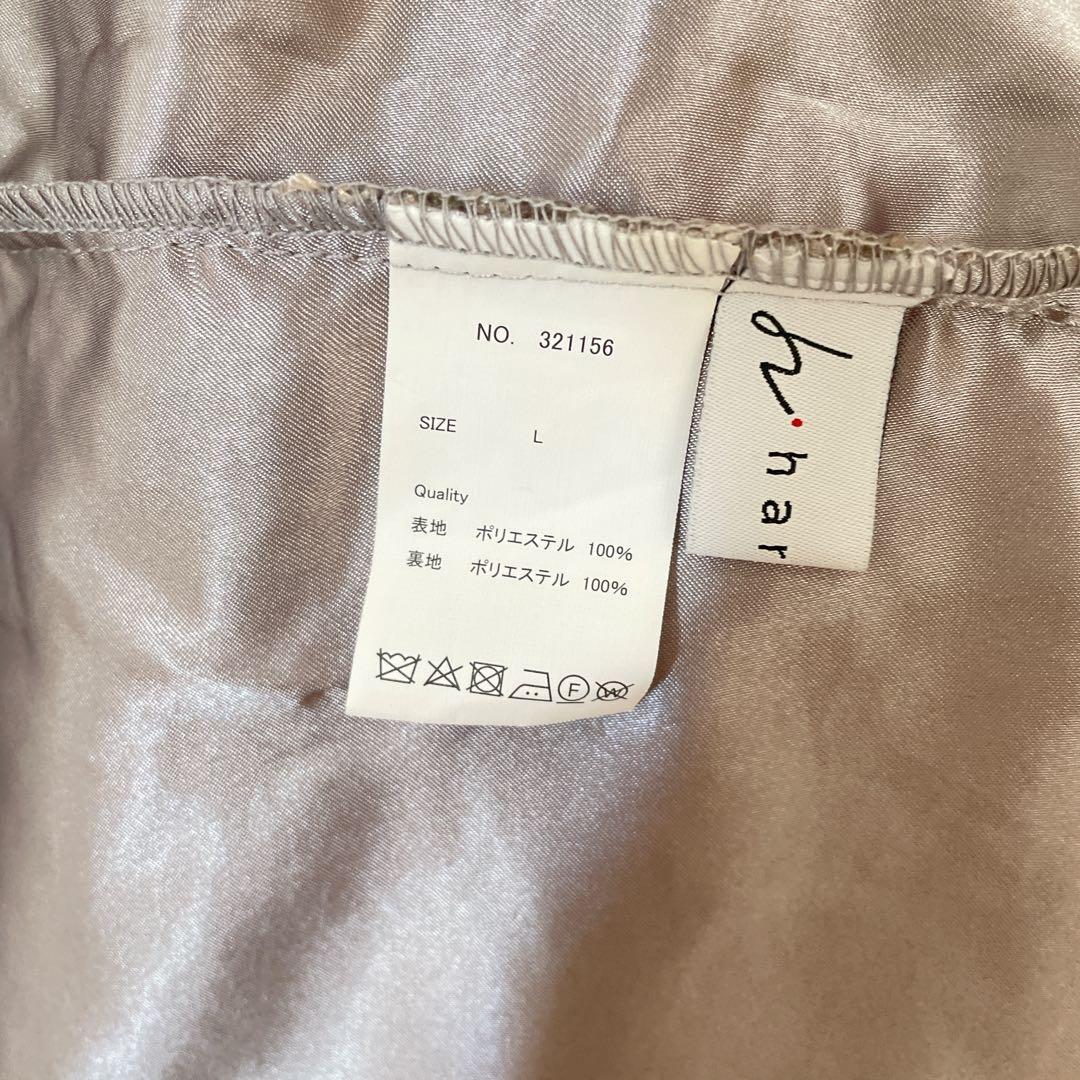 NO. 321156
SIZE L
Quality
表地 ポリエステル 100%
裏地 ポリエステル 100%
F
W
h
har